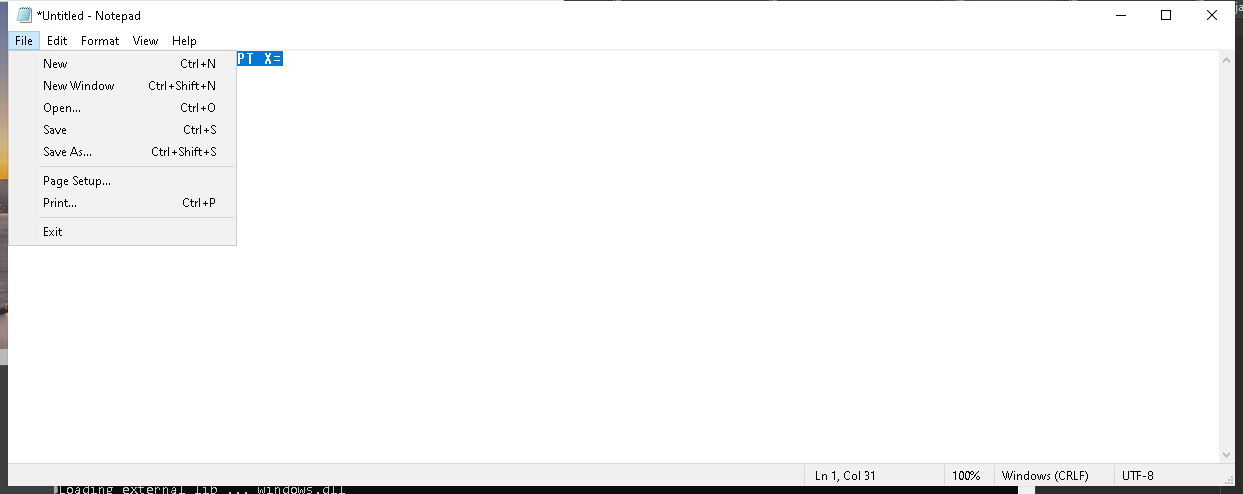 *Untitled - Notepad
File Edit Format View Help
PT X=
New Ctrl+N
New Window Ctrl+Shift+N
Open... Ctrl+O
Save Ctrl+S
Save As... Ctrl+Shift+S
Page Setup...
Print... Ctrl+P
Exit
Ln 1, Col 31 100% Windows (CRLF) UTF-8
Loading external lib ... windows.dll